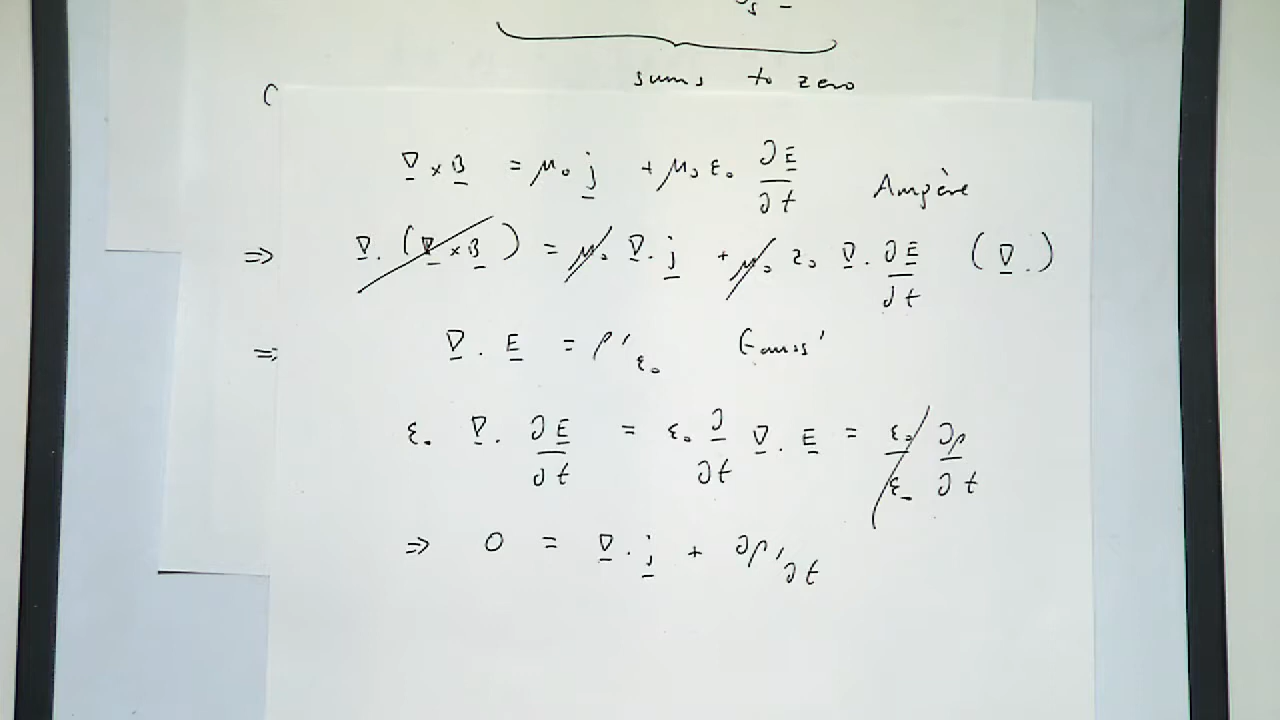 sums to zero
∇ × B = μ₀ j + μ₀ ε₀ ∂E/∂t Ampère
⇒ ∇ . (∇ × B) = μ₀ ∇ . j + μ₀ ε₀ ∇ . ∂E/∂t (∇ .)
⇒ ∇ . E = ρ/ε₀ Gauss'
ε₀ ∇ . ∂E/∂t = ε₀ ∂/∂t ∇ . E = ε₀/ε₀ ∂ρ/∂t
⇒ 0 = ∇ . j + ∂ρ/∂t